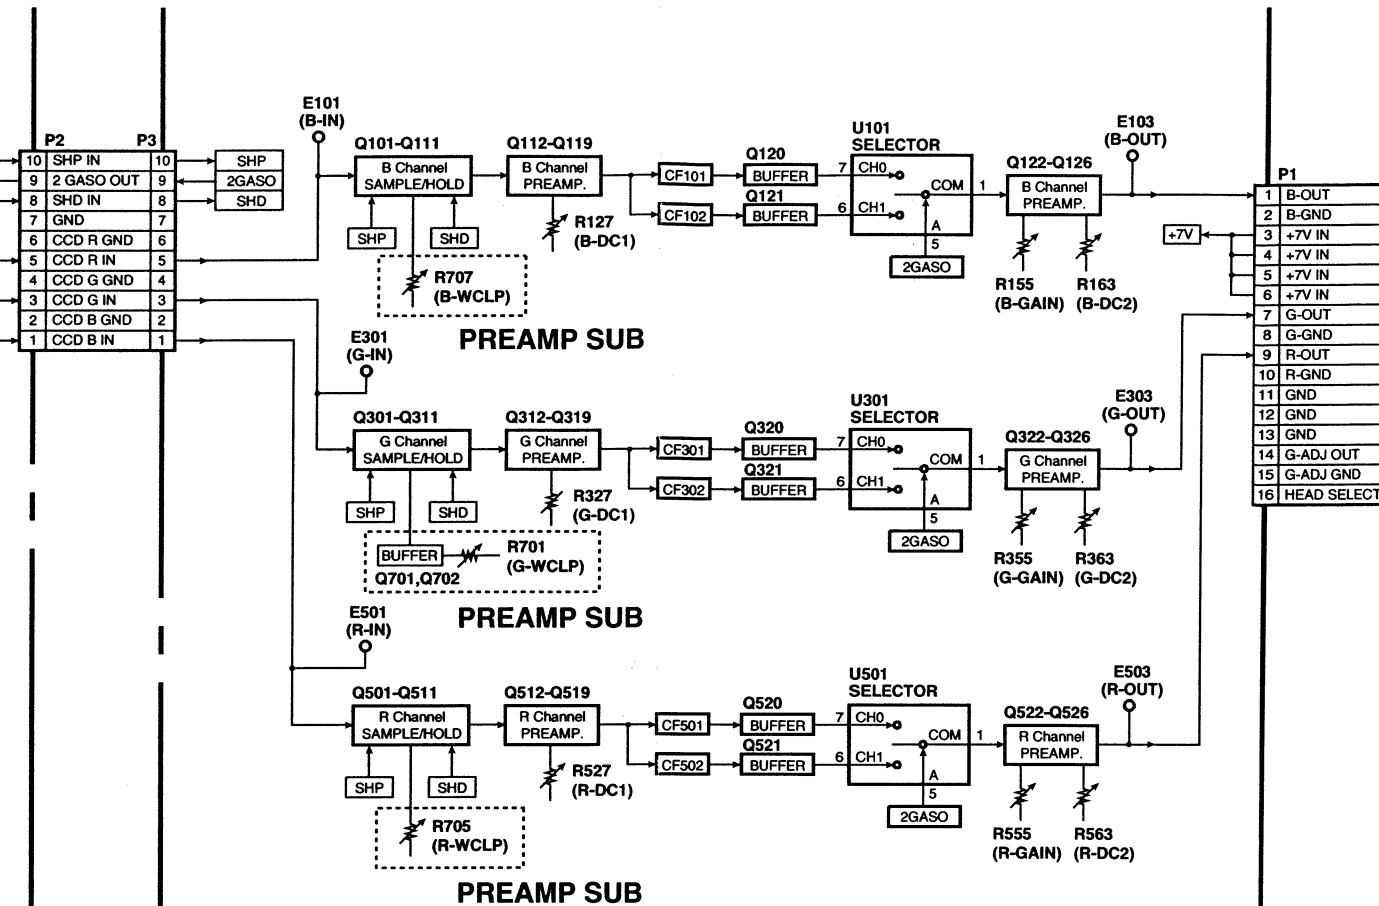 P2 P3
10 SHP IN 10
9 2 GASO OUT 9
8 SHD IN 8
7 GND 7
6 CCD R GND 6
5 CCD R IN 5
4 CCD G GND 4
3 CCD G IN 3
2 CCD B GND 2
1 CCD B IN 1
SHP
2GASO
SHD
E101
(B-IN)
Q101-Q111
B Channel
SAMPLE/HOLD
SHP
SHD
R707
(B-WCLP)
PREAMP SUB
Q112-Q119
B Channel
PREAMP.
R127
(B-DC1)
CF101
CF102
Q120
BUFFER
Q121
BUFFER
U101
SELECTOR
7 CH0
6 CH1
COM 1
A
5
2GASO
Q122-Q126
B Channel
PREAMP.
R155
(B-GAIN)
R163
(B-DC2)
E103
(B-OUT)
+7V
P1
1 B-OUT
2 B-GND
3 +7V IN
4 +7V IN
5 +7V IN
6 +7V IN
7 G-OUT
8 G-GND
9 R-OUT
10 R-GND
11 GND
12 GND
13 GND
14 G-ADJ OUT
15 G-ADJ GND
16 HEAD SELECT
E301
(G-IN)
Q301-Q311
G Channel
SAMPLE/HOLD
SHP
SHD
BUFFER
Q701,Q702
R701
(G-WCLP)
PREAMP SUB
Q312-Q319
G Channel
PREAMP.
R327
(G-DC1)
CF301
CF302
Q320
BUFFER
Q321
BUFFER
U301
SELECTOR
7 CH0
6 CH1
COM 1
A
5
2GASO
Q322-Q326
G Channel
PREAMP.
R355
(G-GAIN)
R363
(G-DC2)
E303
(G-OUT)
E501
(R-IN)
Q501-Q511
R Channel
SAMPLE/HOLD
SHP
SHD
R705
(R-WCLP)
PREAMP SUB
Q512-Q519
R Channel
PREAMP.
R527
(R-DC1)
CF501
CF502
Q520
BUFFER
Q521
BUFFER
U501
SELECTOR
7 CH0
6 CH1
COM 1
A
5
2GASO
Q522-Q526
R Channel
PREAMP.
R555
(R-GAIN)
R563
(R-DC2)
E503
(R-OUT)